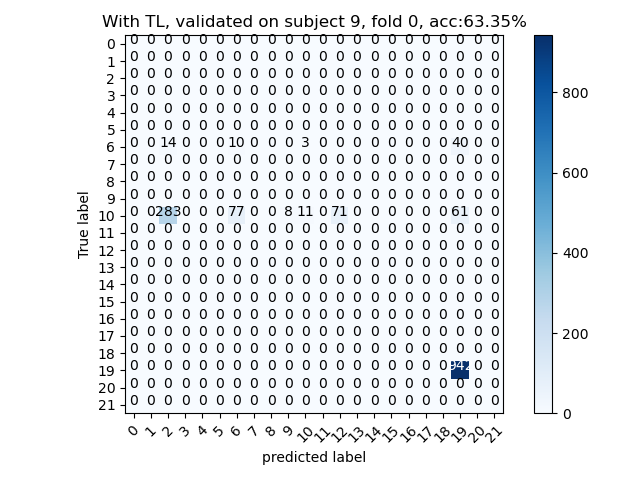 With TL, validated on subject 9, fold 0, acc:63.35%
True label
0 0 0 0 0 0 0 0 0 0 0 0 0 0 0 0 0 0 0 0 0 0 0
1 0 0 0 0 0 0 0 0 0 0 0 0 0 0 0 0 0 0 0 0 0 0
2 0 0 0 0 0 0 0 0 0 0 0 0 0 0 0 0 0 0 0 0 0 0
3 0 0 0 0 0 0 0 0 0 0 0 0 0 0 0 0 0 0 0 0 0 0
4 0 0 0 0 0 0 0 0 0 0 0 0 0 0 0 0 0 0 0 0 0 0
5 0 0 0 0 0 0 0 0 0 0 0 0 0 0 0 0 0 0 0 0 0 0
6 0 0 14 0 0 0 10 0 0 0 3 0 0 0 0 0 0 0 0 40 0 0
7 0 0 0 0 0 0 0 0 0 0 0 0 0 0 0 0 0 0 0 0 0 0
8 0 0 0 0 0 0 0 0 0 0 0 0 0 0 0 0 0 0 0 0 0 0
9 0 0 0 0 0 0 0 0 0 0 0 0 0 0 0 0 0 0 0 0 0 0
10 0 0 283 0 0 0 77 0 0 8 11 0 71 0 0 0 0 0 0 61 0 0
11 0 0 0 0 0 0 0 0 0 0 0 0 0 0 0 0 0 0 0 0 0 0
12 0 0 0 0 0 0 0 0 0 0 0 0 0 0 0 0 0 0 0 0 0 0
13 0 0 0 0 0 0 0 0 0 0 0 0 0 0 0 0 0 0 0 0 0 0
14 0 0 0 0 0 0 0 0 0 0 0 0 0 0 0 0 0 0 0 0 0 0
15 0 0 0 0 0 0 0 0 0 0 0 0 0 0 0 0 0 0 0 0 0 0
16 0 0 0 0 0 0 0 0 0 0 0 0 0 0 0 0 0 0 0 0 0 0
17 0 0 0 0 0 0 0 0 0 0 0 0 0 0 0 0 0 0 0 0 0 0
18 0 0 0 0 0 0 0 0 0 0 0 0 0 0 0 0 0 0 0 0 0 0
19 0 0 0 0 0 0 0 0 0 0 0 0 0 0 0 0 0 0 0 942 0 0
20 0 0 0 0 0 0 0 0 0 0 0 0 0 0 0 0 0 0 0 0 0 0
21 0 0 0 0 0 0 0 0 0 0 0 0 0 0 0 0 0 0 0 0 0 0
0 1 2 3 4 5 6 7 8 9 10 11 12 13 14 15 16 17 18 19 20 21
predicted label
800
600
400
200
0